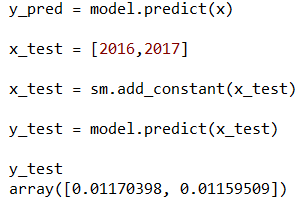 y_pred = model.predict(x)
x_test = [2016,2017]
x_test = sm.add_constant(x_test)
y_test = model.predict(x_test)
y_test
array([0.01170398, 0.01159509])